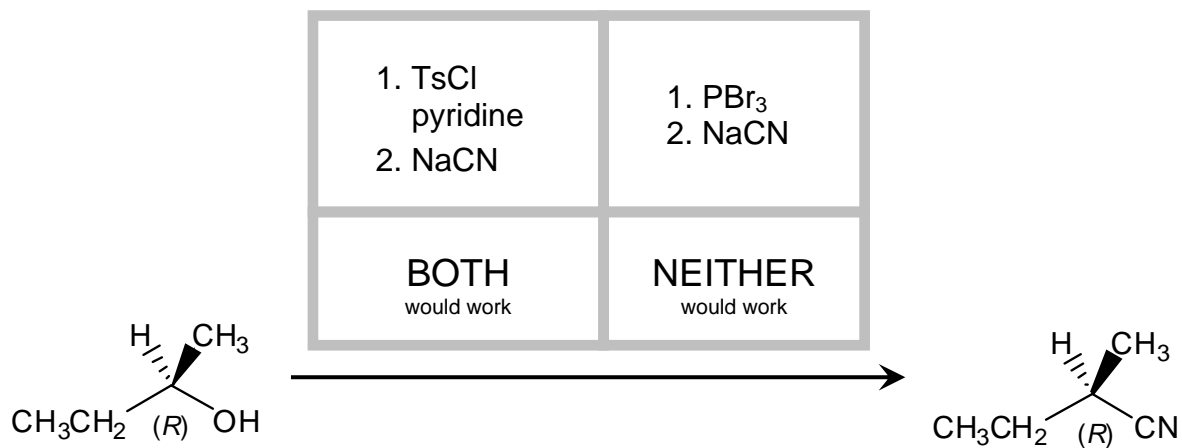 1. TsCl
pyridine
2. NaCN
1. PBr₃
2. NaCN
BOTH
would work
NEITHER
would work
H
CH₃
CH₃CH₂ (R) OH
H
CH₃
CH₃CH₂ (R) CN